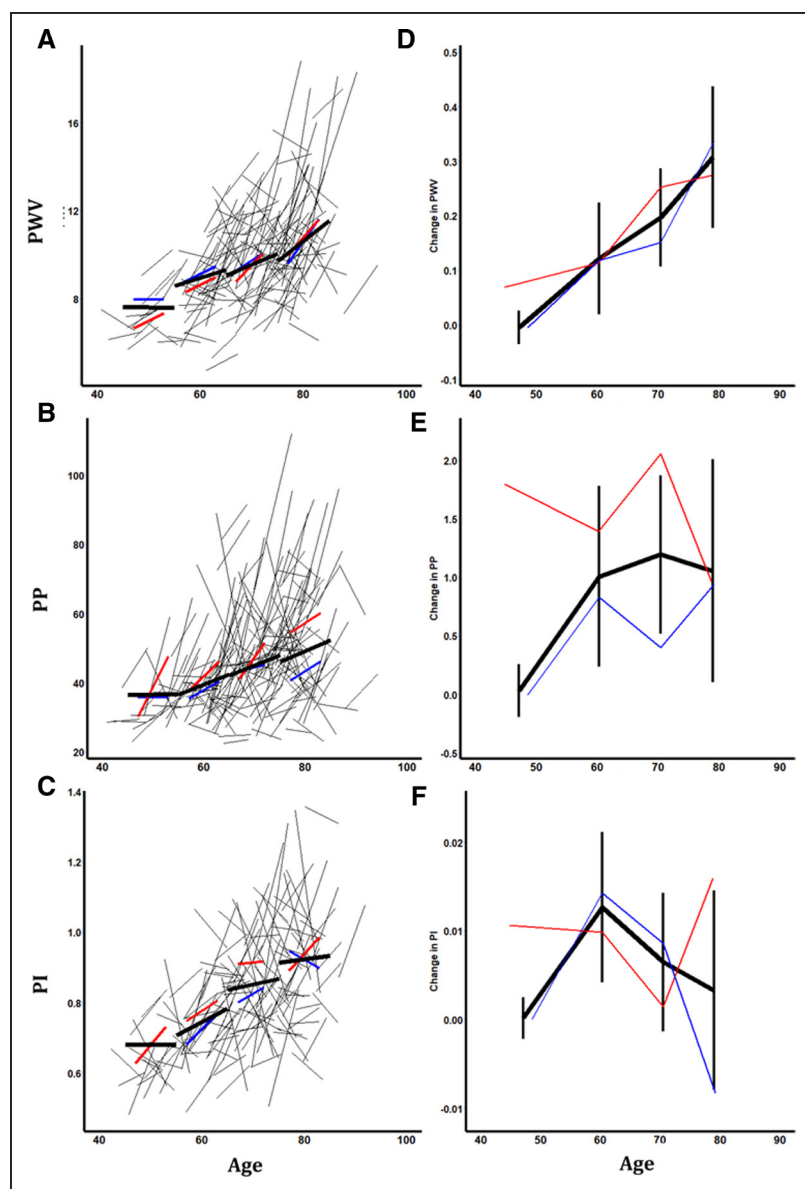 A
PWV
16
12
8
40 60 80 100
D
Change in PWV
0.5
0.4
0.3
0.2
0.1
0.0
-0.1
40 50 60 70 80 90
B
PP
100
80
60
40
20
40 60 80 100
E
Change in PP
2.0
1.5
1.0
0.5
0.0
-0.5
40 50 60 70 80 90
C
PI
1.4
1.2
1.0
0.8
0.6
40 60 80 100
Age
F
Change in PI
0.02
0.01
0.00
-0.01
40 50 60 70 80 90
Age